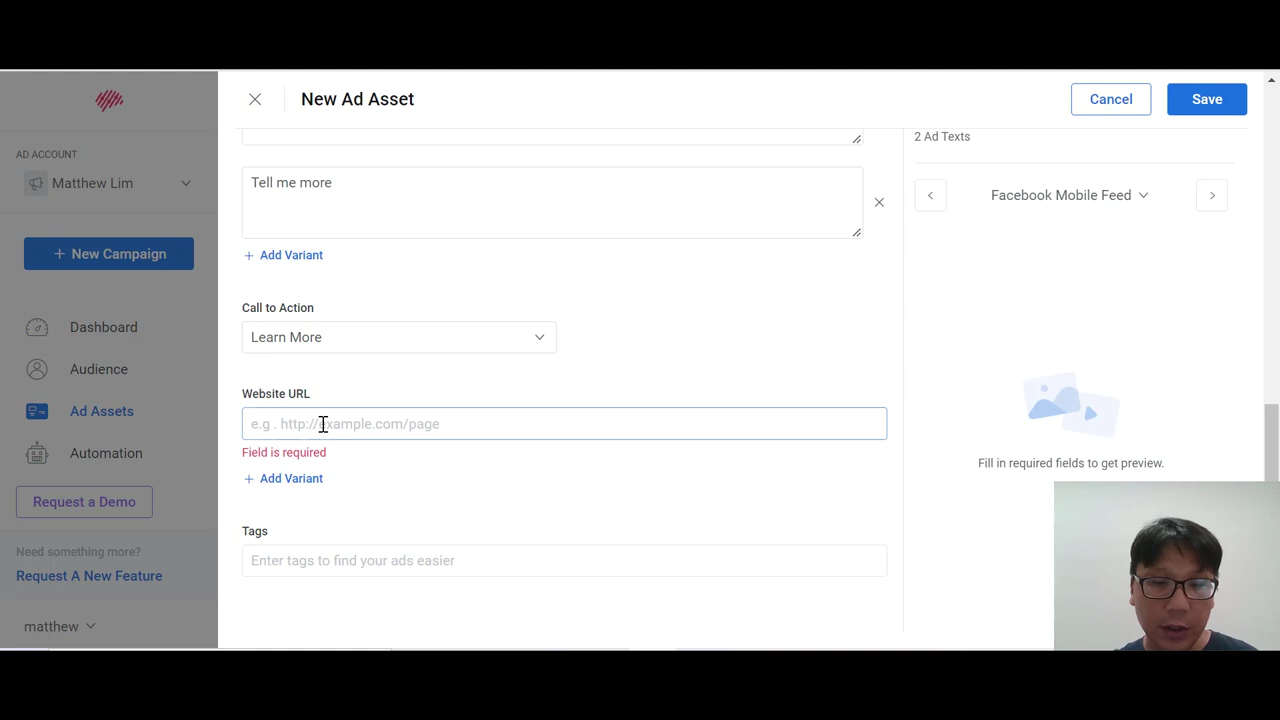 New Ad Asset
Cancel
Save
AD ACCOUNT
Matthew Lim
+ New Campaign
Dashboard
Audience
Ad Assets
Automation
Request a Demo
Need something more?
Request A New Feature
matthew
Tell me more
+ Add Variant
Call to Action
Learn More
Website URL
e.g . http://example.com/page
Field is required
+ Add Variant
Tags
Enter tags to find your ads easier
2 Ad Texts
Facebook Mobile Feed
Fill in required fields to get preview.